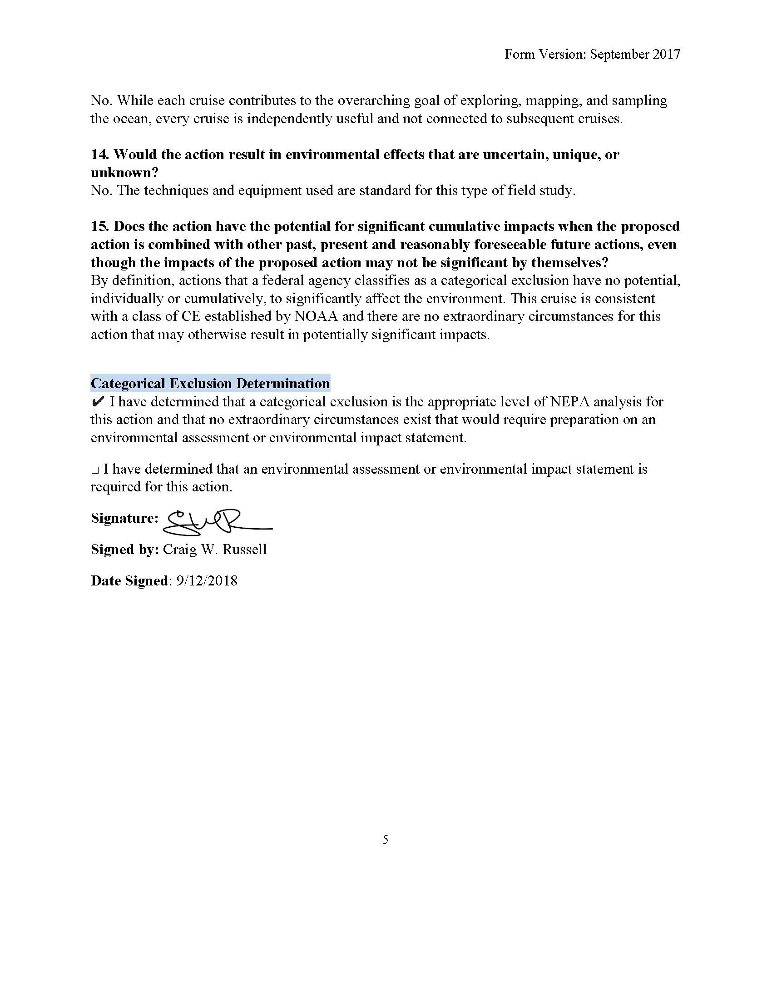 Form Version: September 2017
No. While each cruise contributes to the overarching goal of exploring, mapping, and sampling
the ocean, every cruise is independently useful and not connected to subsequent cruises.
14. Would the action result in environmental effects that are uncertain, unique, or
unknown?
No. The techniques and equipment used are standard for this type of field study.
15. Does the action have the potential for significant cumulative impacts when the proposed
action is combined with other past, present and reasonably foreseeable future actions, even
though the impacts of the proposed action may not be significant by themselves?
By definition, actions that a federal agency classifies as a categorical exclusion have no potential,
individually or cumulatively, to significantly affect the environment. This cruise is consistent
with a class of CE established by NOAA and there are no extraordinary circumstances for this
action that may otherwise result in potentially significant impacts.
Categorical Exclusion Determination
✔ I have determined that a categorical exclusion is the appropriate level of NEPA analysis for
this action and that no extraordinary circumstances exist that would require preparation on an
environmental assessment or environmental impact statement.
□ I have determined that an environmental assessment or environmental impact statement is
required for this action.
Signature:
Signed by: Craig W. Russell
Date Signed: 9/12/2018
5